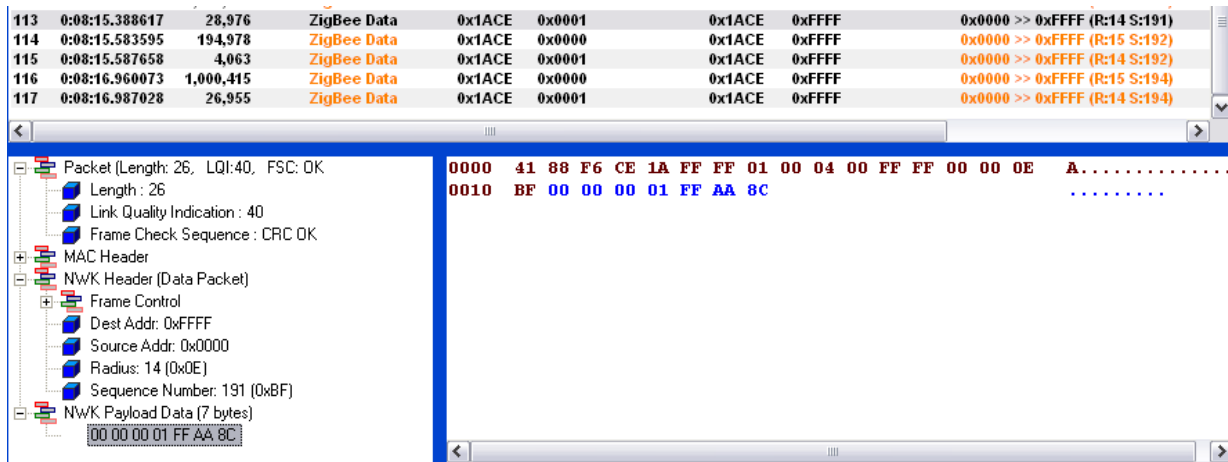 113 0:08:15.388617 28,976 ZigBee Data 0x1ACE 0x0001 0x1ACE 0xFFFF 0x0000 >> 0xFFFF (R:14 S:191)
114 0:08:15.583595 194,978 ZigBee Data 0x1ACE 0x0000 0x1ACE 0xFFFF 0x0000 >> 0xFFFF (R:15 S:192)
115 0:08:15.587658 4,063 ZigBee Data 0x1ACE 0x0001 0x1ACE 0xFFFF 0x0000 >> 0xFFFF (R:14 S:192)
116 0:08:16.960073 1,000,415 ZigBee Data 0x1ACE 0x0000 0x1ACE 0xFFFF 0x0000 >> 0xFFFF (R:15 S:194)
117 0:08:16.987028 26,955 ZigBee Data 0x1ACE 0x0001 0x1ACE 0xFFFF 0x0000 >> 0xFFFF (R:14 S:194)
Packet (Length: 26, LQI:40, FSC: OK
Length : 26
Link Quality Indication : 40
Frame Check Sequence : CRC OK
MAC Header
NWK Header (Data Packet)
Frame Control
Dest Addr: 0xFFFF
Source Addr: 0x0000
Radius: 14 (0x0E)
Sequence Number: 191 (0xBF)
NWK Payload Data (7 bytes)
00 00 00 01 FF AA 8C
0000 41 88 F6 CE 1A FF FF 01 00 04 00 FF FF 00 00 0E A..............
0010 BF 00 00 00 01 FF AA 8C .........